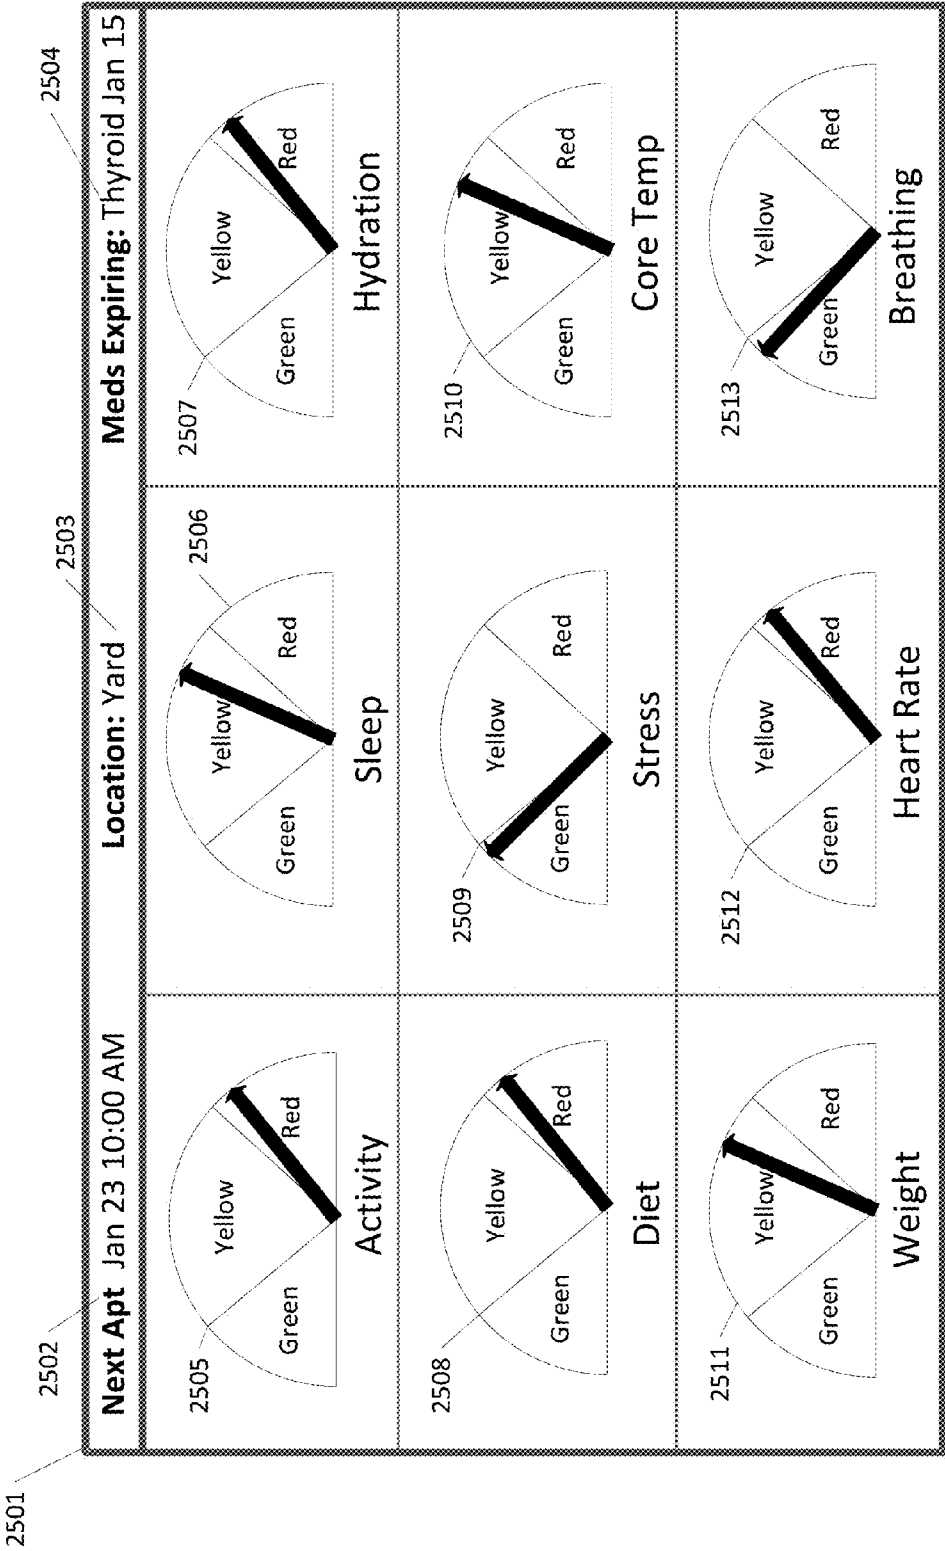 2501
2502
2503
2504
Next Apt Jan 23 10:00 AM Location: Yard Meds Expiring: Thyroid Jan 15
2505
Green Yellow Red
Activity
2506
Green Yellow Red
Sleep
2507
Green Yellow Red
Hydration
2508
Green Yellow Red
Diet
2509
Green Yellow Red
Stress
2510
Green Yellow Red
Core Temp
2511
Green Yellow Red
Weight
2512
Green Yellow Red
Heart Rate
2513
Green Yellow Red
Breathing